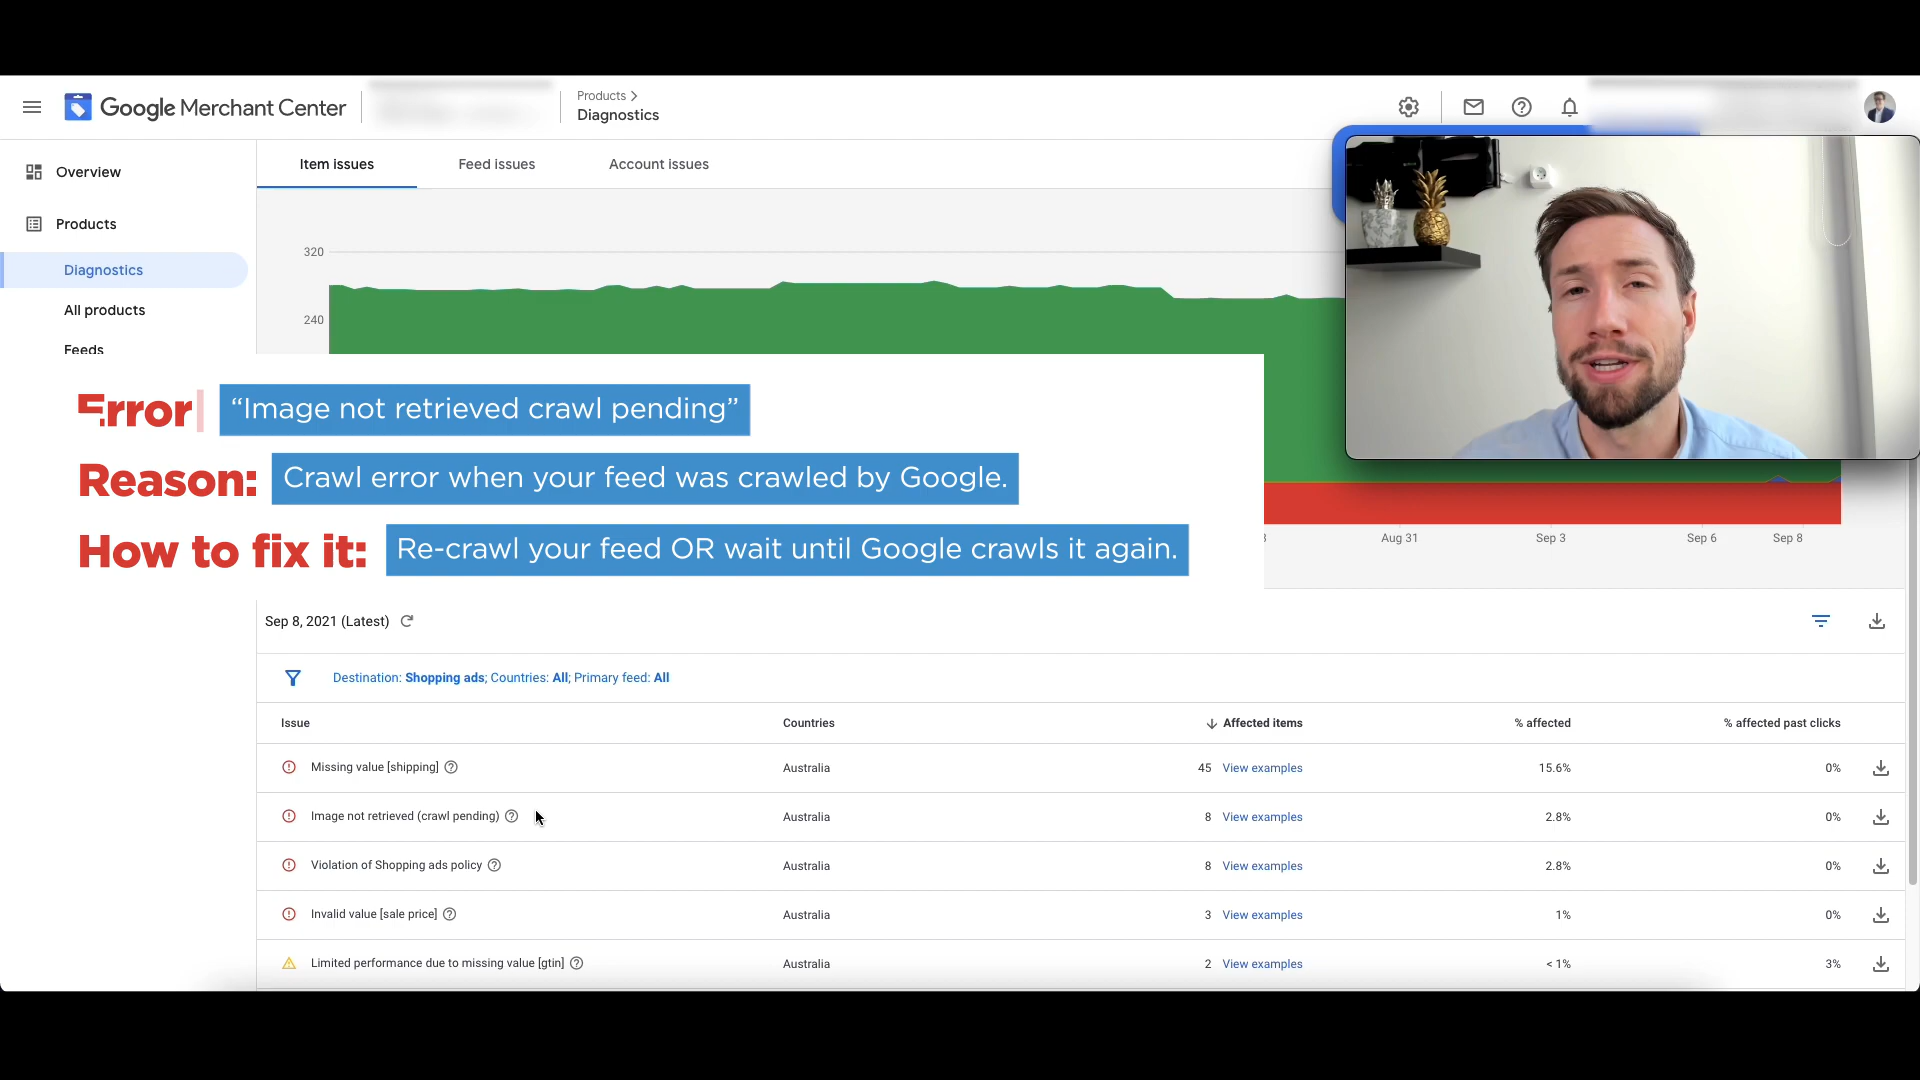 Google Merchant Center
Products
Diagnostics
Overview
Products
Diagnostics
All products
Feeds
Item issues
Feed issues
Account issues
320
240
Error
“Image not retrieved crawl pending”
Reason:
Crawl error when your feed was crawled by Google.
How to fix it:
Re-crawl your feed OR wait until Google crawls it again.
Aug 31
Sep 3
Sep 6
Sep 8
Sep 8, 2021 (Latest)
Destination: Shopping ads; Countries: All; Primary feed: All
Issue Countries Affected items % affected % affected past clicks
Missing value [shipping] Australia 45 View examples 15.6% 0%
Image not retrieved (crawl pending) Australia 8 View examples 2.8% 0%
Violation of Shopping ads policy Australia 8 View examples 2.8% 0%
Invalid value [sale price] Australia 3 View examples 1% 0%
Limited performance due to missing value [gtin] Australia 2 View examples < 1% 3%